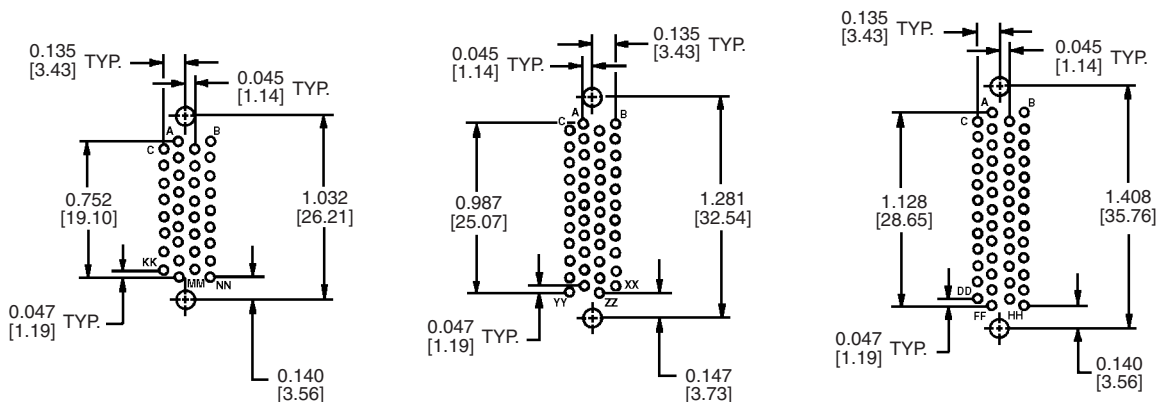 0.135
[3.43] TYP.
0.045
[1.14] TYP.
A
B
C
0.752
[19.10]
1.032
[26.21]
KK
MM
NN
0.047
[1.19] TYP.
0.140
[3.56]
0.045
[1.14] TYP.
0.135
[3.43] TYP.
A
B
C
0.987
[25.07]
1.281
[32.54]
XX
YY
ZZ
0.047
[1.19] TYP.
0.147
[3.73]
0.135
[3.43] TYP.
0.045
[1.14] TYP.
A
B
C
1.128
[28.65]
1.408
[35.76]
DD
FF
HH
0.047
[1.19] TYP.
0.140
[3.56]